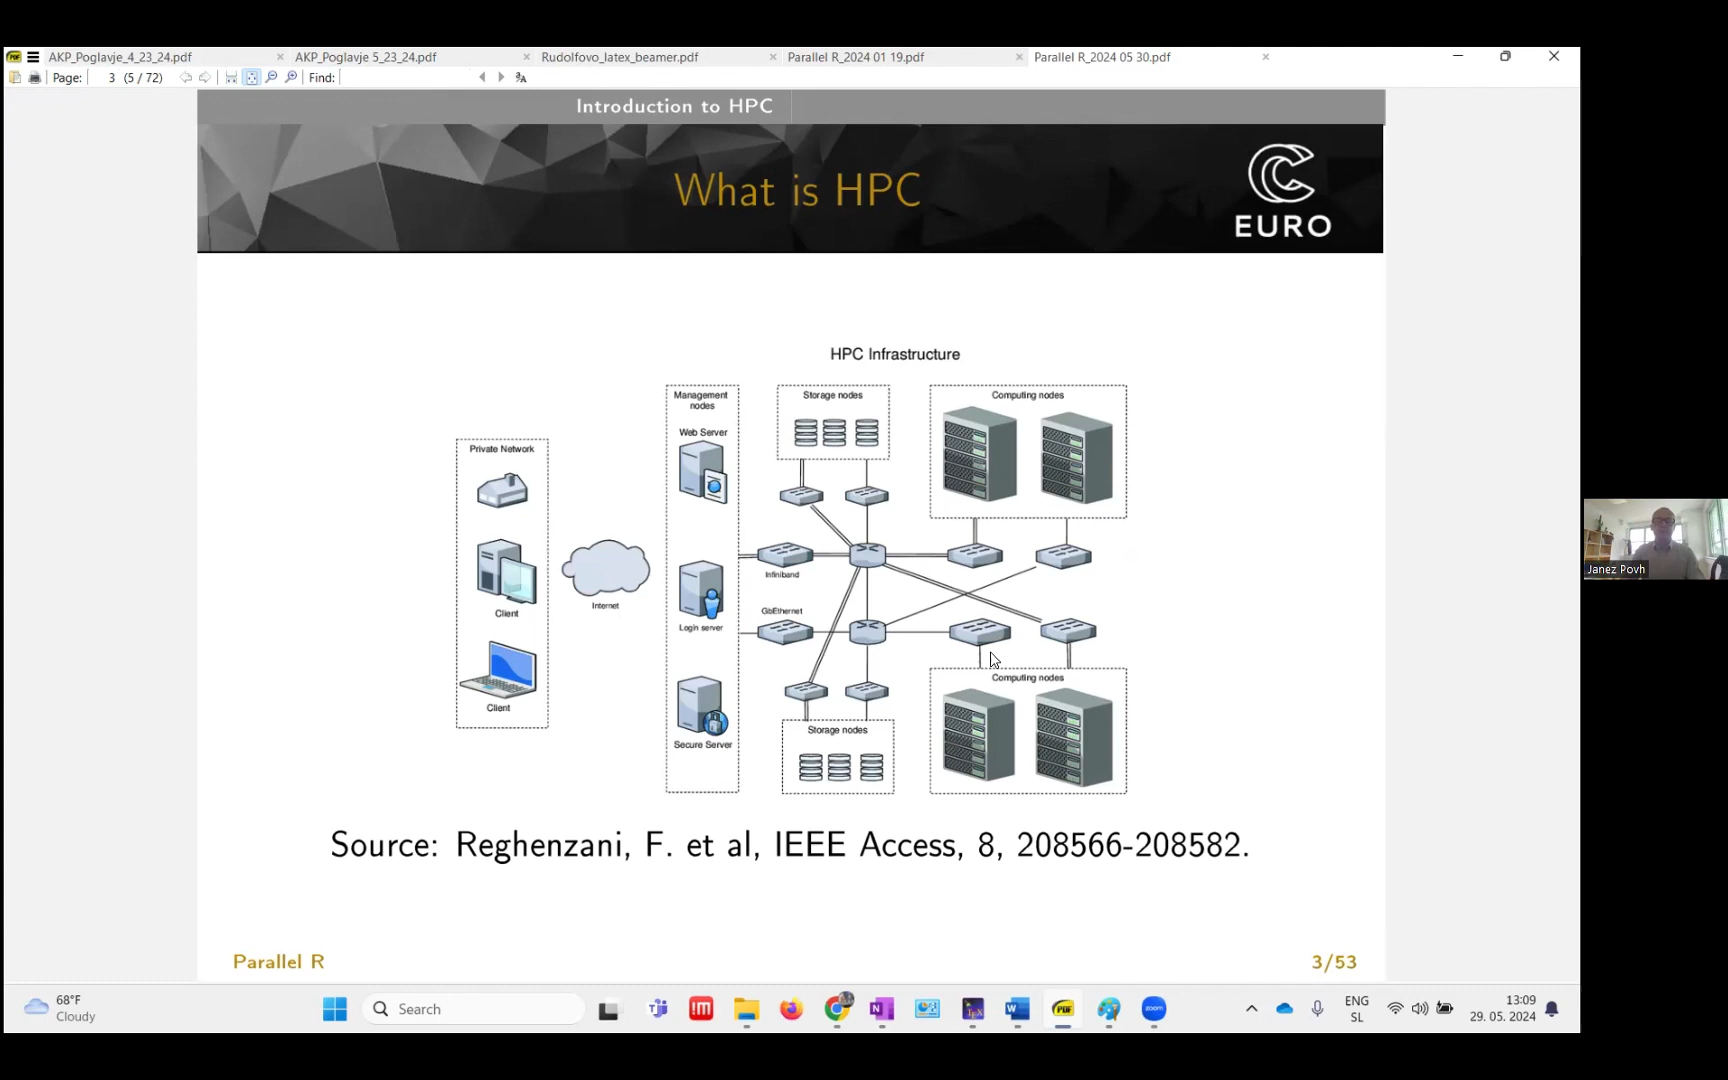 AKP_Poglavje_4_23_24.pdf
AKP_Poglavje 5_23_24.pdf
Rudolfovo_latex_beamer.pdf
Parallel R_2024 01 19.pdf
Parallel R_2024 05 30.pdf
Page: 3 (5 / 72)
Find:
Introduction to HPC
What is HPC
EURO
HPC Infrastructure
Private Network
Client
Client
Internet
Management
nodes
Web Server
Login server
Secure Server
Storage nodes
Infiniband
GbEthernet
Storage nodes
Computing nodes
Computing nodes
Source: Reghenzani, F. et al, IEEE Access, 8, 208566-208582.
Parallel R
3/53
Janez Povh
68°F
Cloudy
Search
zoom
ENG
SL
13:09
29. 05. 2024